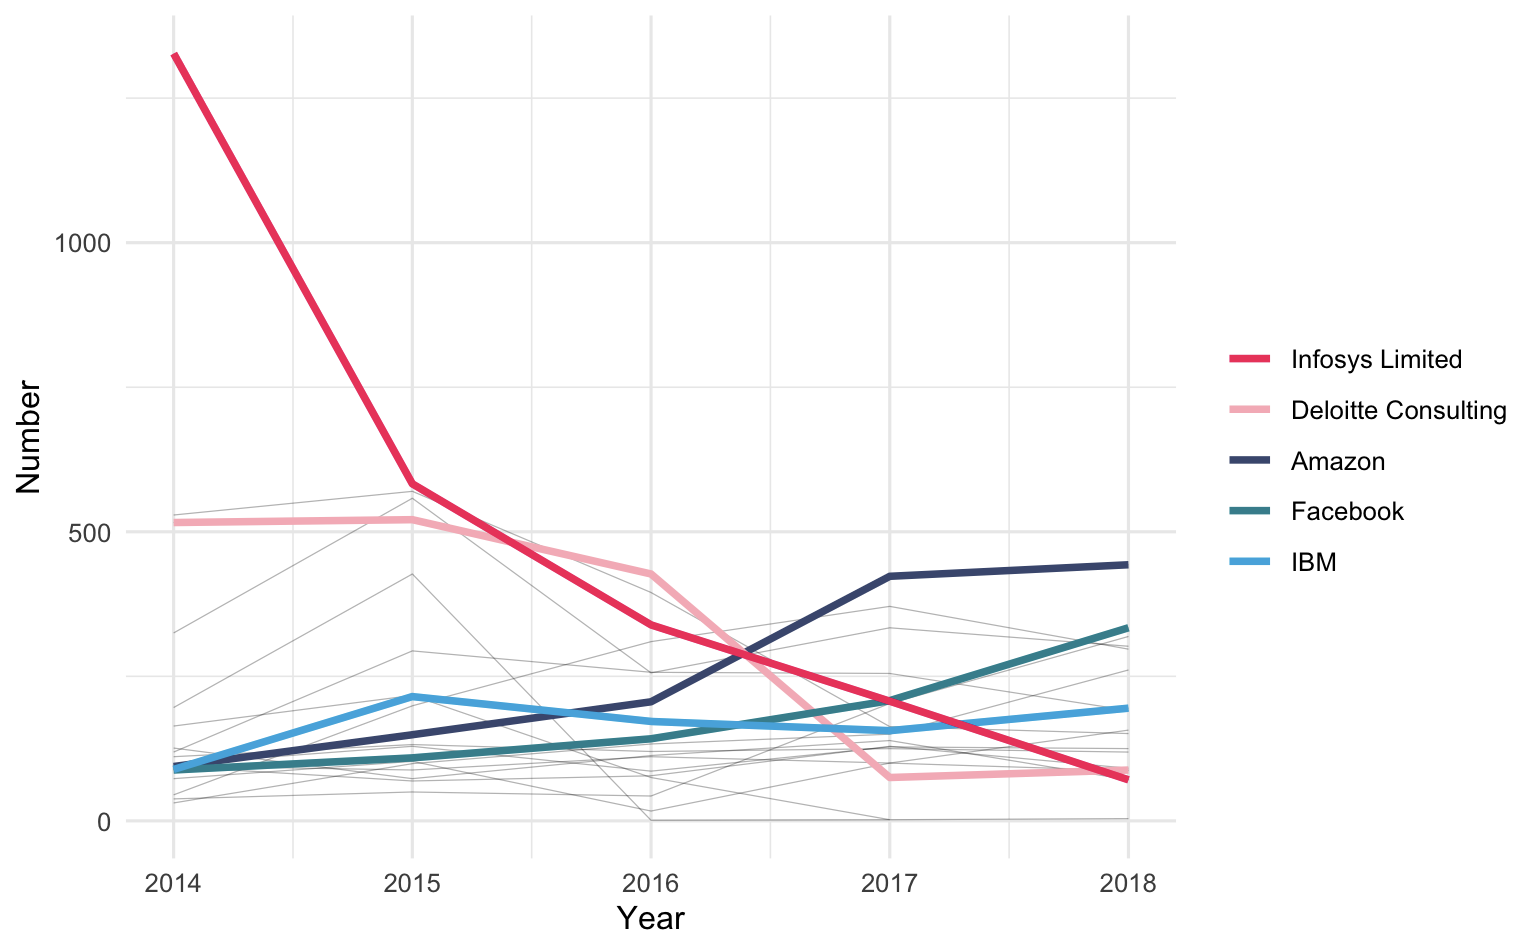 Number
1000
500
0
2014 2015 2016 2017 2018
Year
Infosys Limited
Deloitte Consulting
Amazon
Facebook
IBM